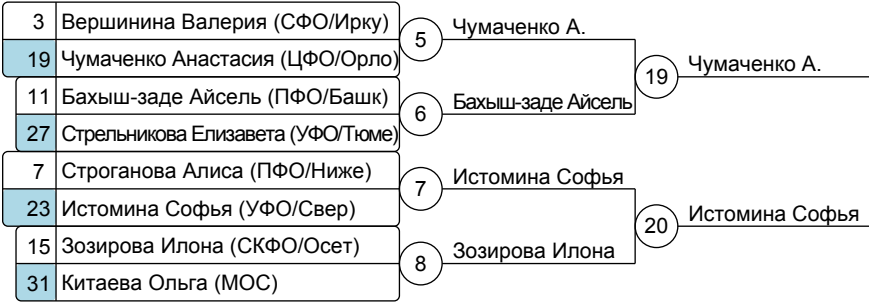 3 Вершинина Валерия (СФО/Ирку)
19 Чумаченко Анастасия (ЦФО/Орло)
5 Чумаченко А.
11 Бахыш-заде Айсель (ПФО/Башк)
27 Стрельникова Елизавета (УФО/Тюме)
6 Бахыш-заде Айсель
19 Чумаченко А.
7 Строганова Алиса (ПФО/Ниже)
23 Истомина Софья (УФО/Свер)
7 Истомина Софья
15 Зозирова Илона (СКФО/Осет)
31 Китаева Ольга (МОС)
8 Зозирова Илона
20 Истомина Софья